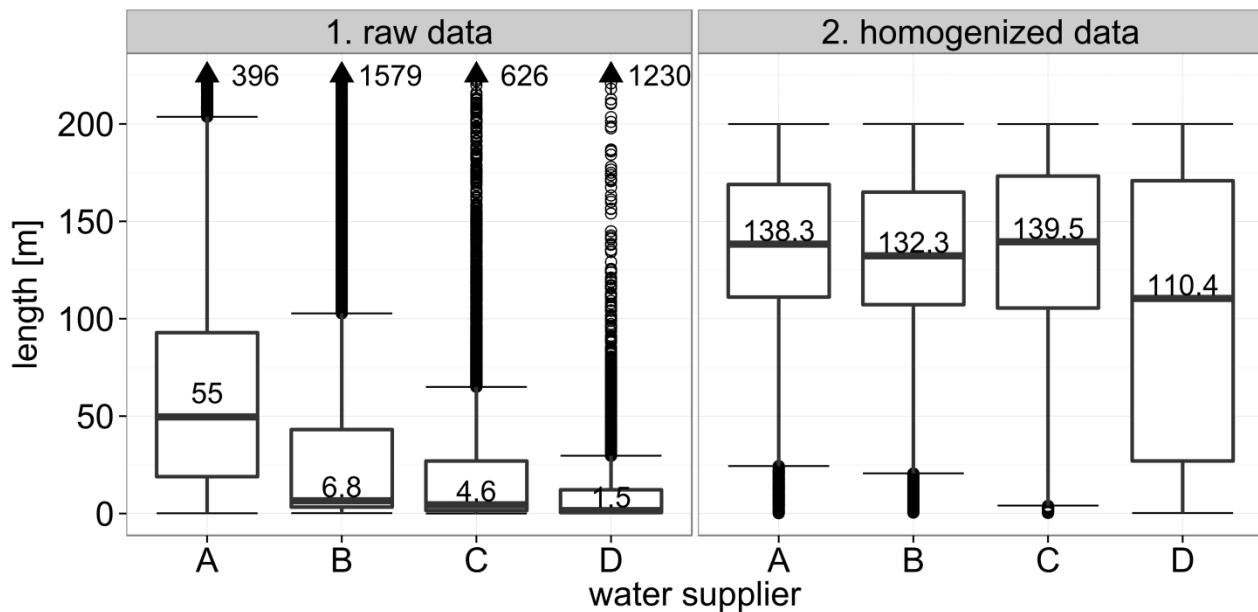 1. raw data
2. homogenized data
396
1579
626
1230
length [m]
200
150
100
50
0
55
6.8
4.6
1.5
138.3
132.3
139.5
110.4
A B C D
A B C D
water supplier